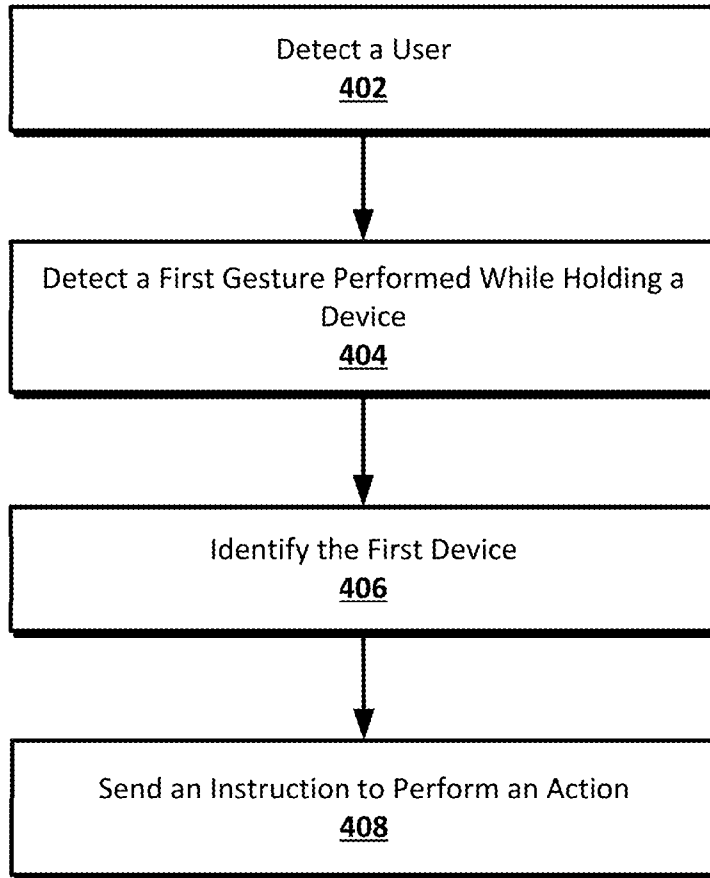 Detect a User
402
Detect a First Gesture Performed While Holding a
Device
404
Identify the First Device
406
Send an Instruction to Perform an Action
408